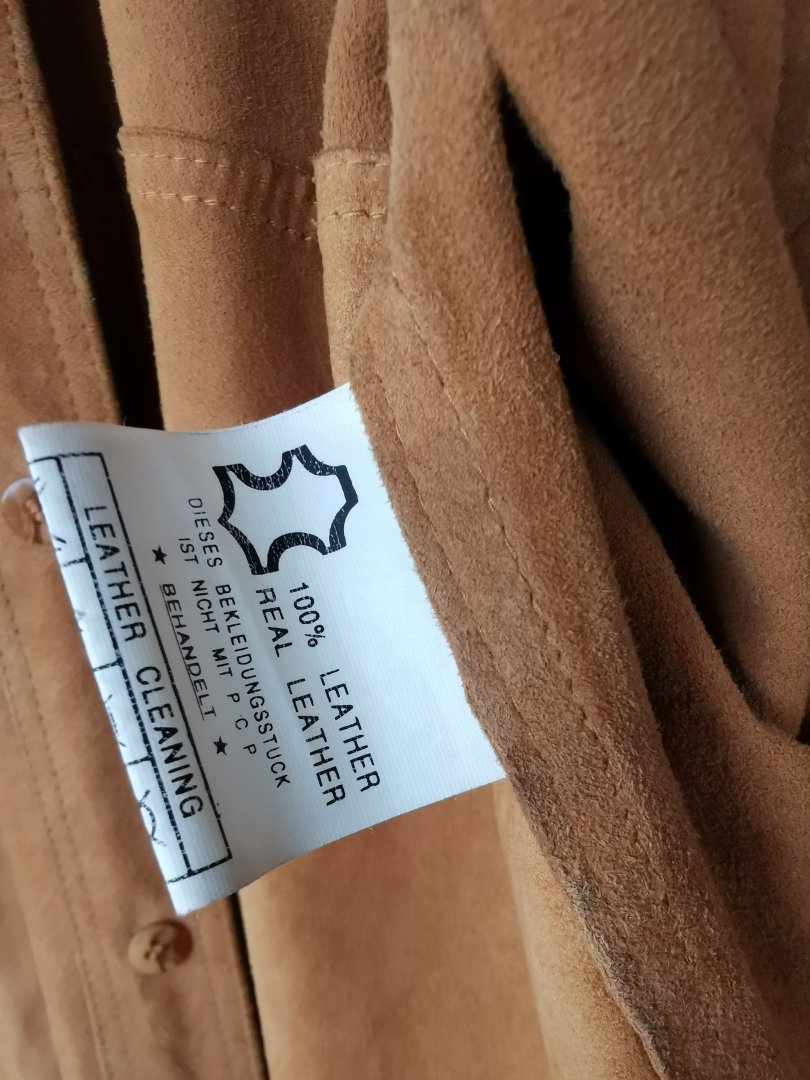 100% LEATHER
REAL LEATHER
DIESES BEKLEIDUNGSSTUCK
IST NICHT MIT P C P
★ BEHANDELT ★
LEATHER CLEANING